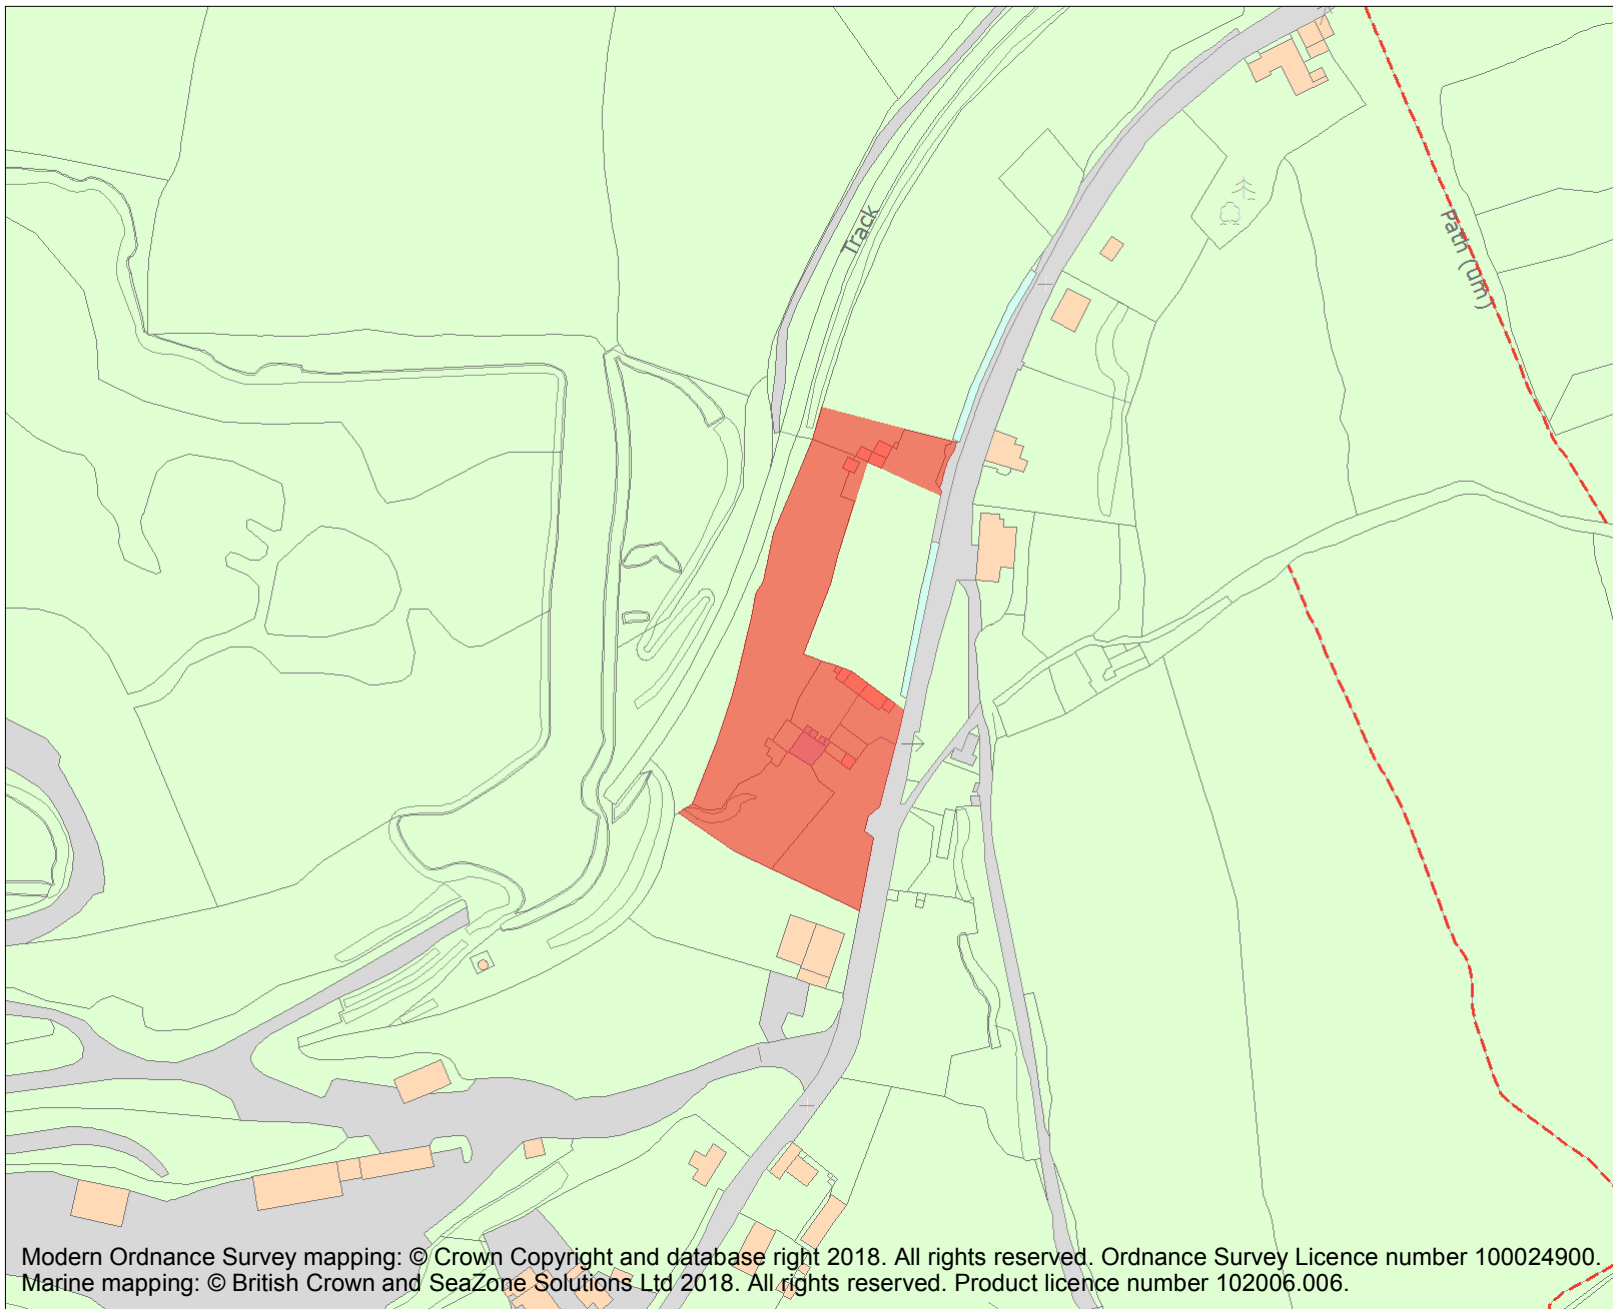 Track
Path (um)
Modern Ordnance Survey mapping: © Crown Copyright and database right 2018. All rights reserved. Ordnance Survey Licence number 100024900.
Marine mapping: © British Crown and SeaZone Solutions Ltd 2018. All rights reserved. Product licence number 102006.006.